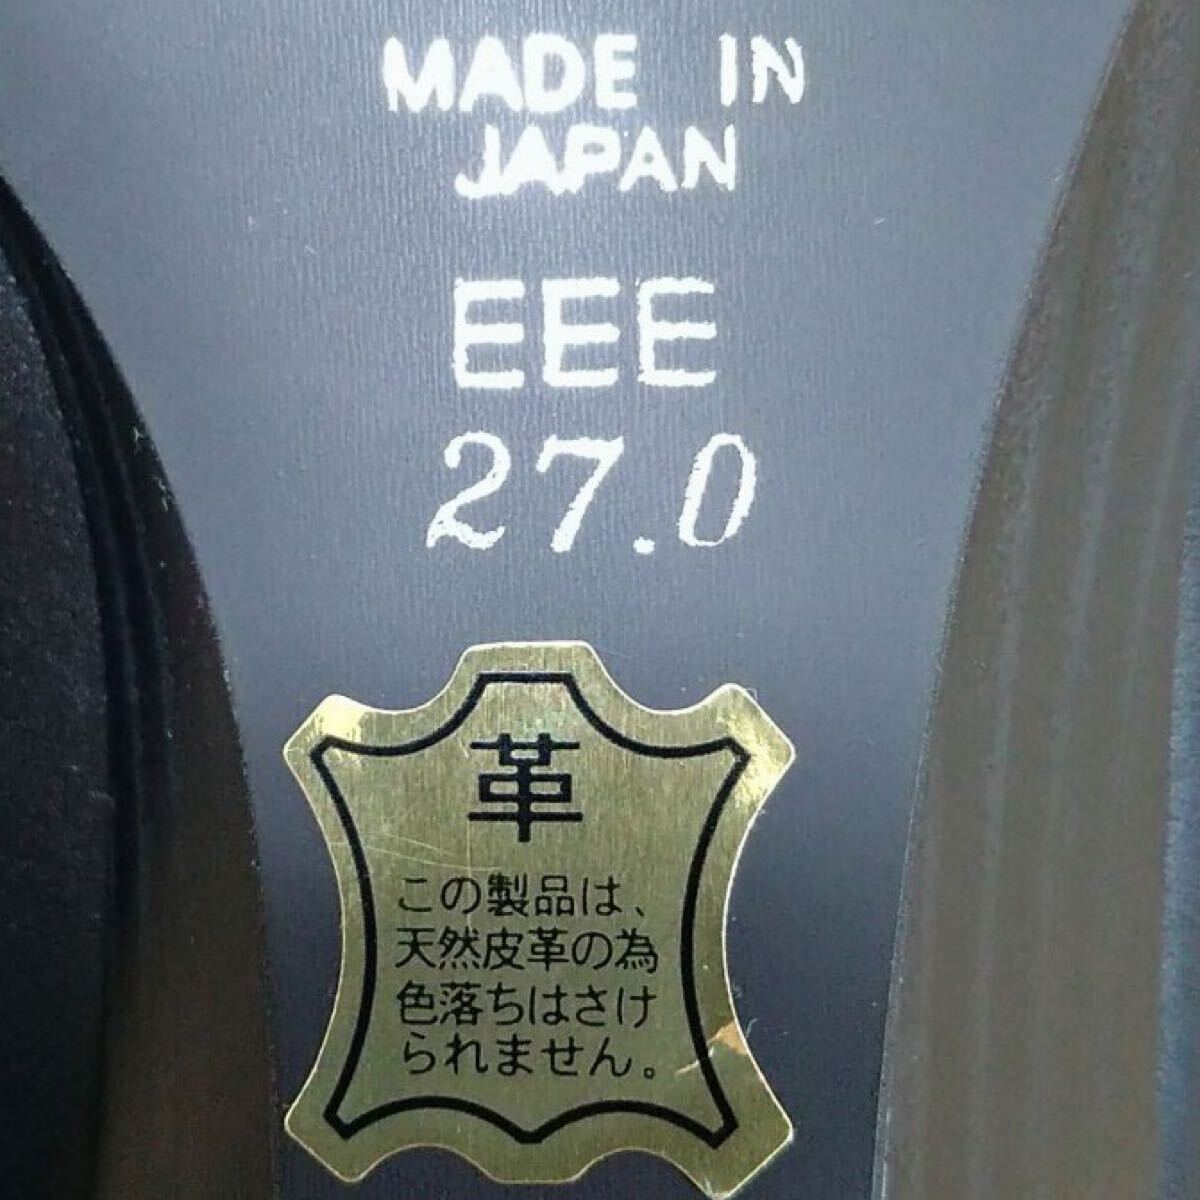 MADE IN
JAPAN
EEE
27.0
革
この製品は、
天然皮革の為
色落ちはさけ
られません。